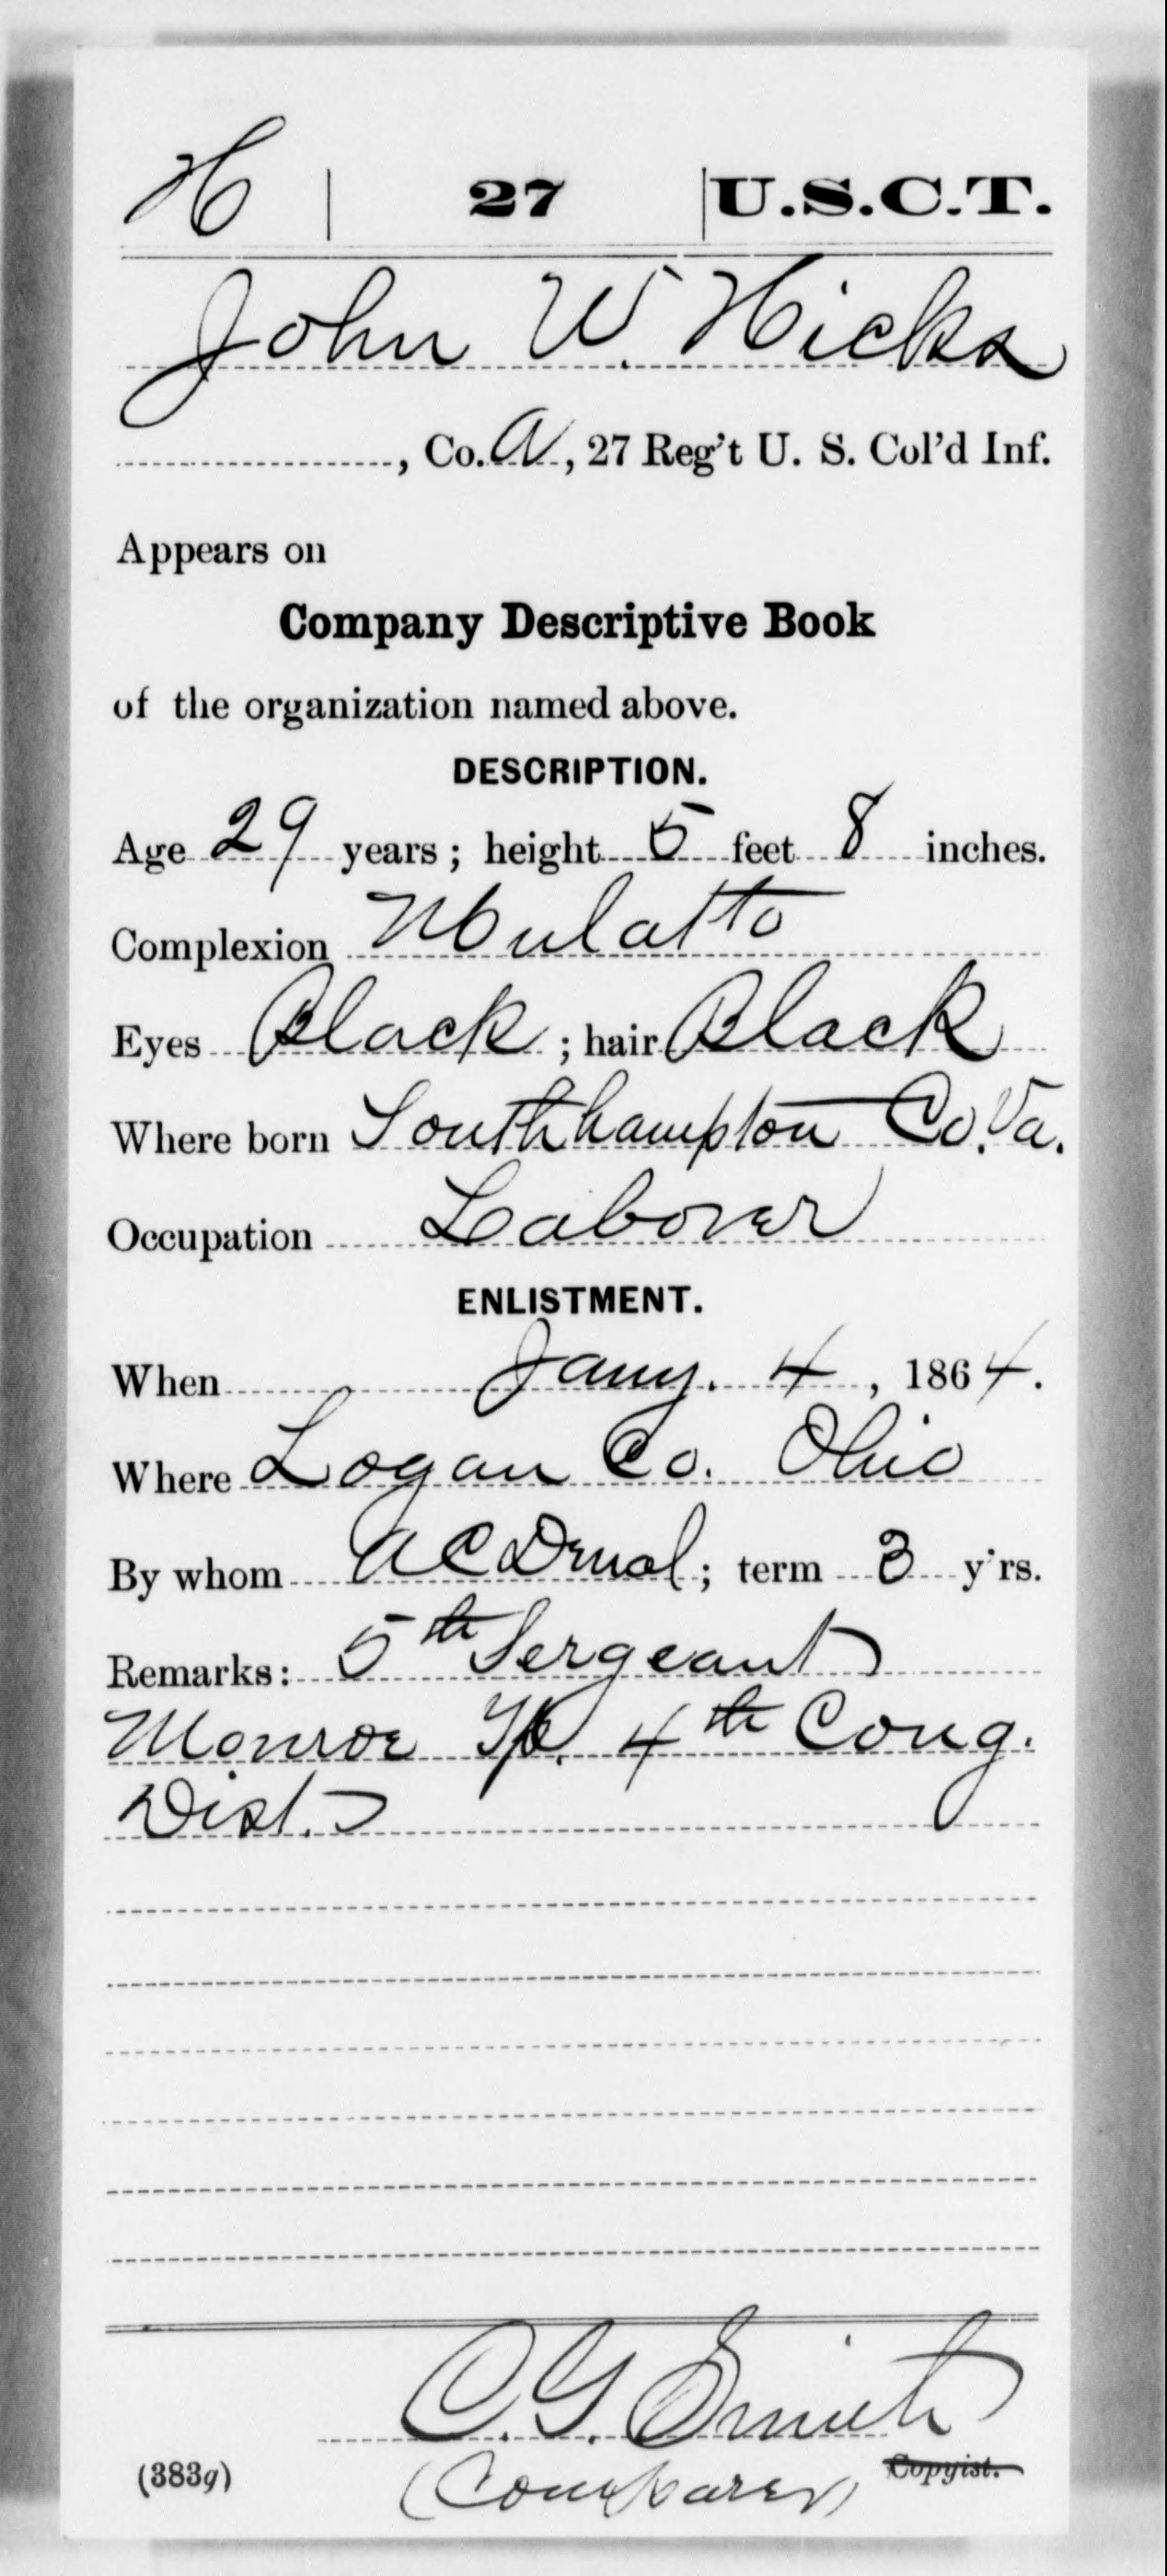 H 27 U.S.C.T.
John W. Hicks
, Co. A, 27 Reg't U. S. Col'd Inf.
Appears on
Company Descriptive Book
of the organization named above.
DESCRIPTION.
Age 29 years; height 5 feet 8 inches.
Complexion Mulatto
Eyes Black; hair Black
Where born Southhampton Co. Va.
Occupation Laborer
ENLISTMENT.
When Jany. 4, 1864.
Where Logan Co. Ohio
By whom A C Deual; term 3 y'rs.
Remarks: 5th Sergeant
Monroe Tp. 4th Cong.
Dist.
C. G. Smith
(383g) (Comparer) Copyist.